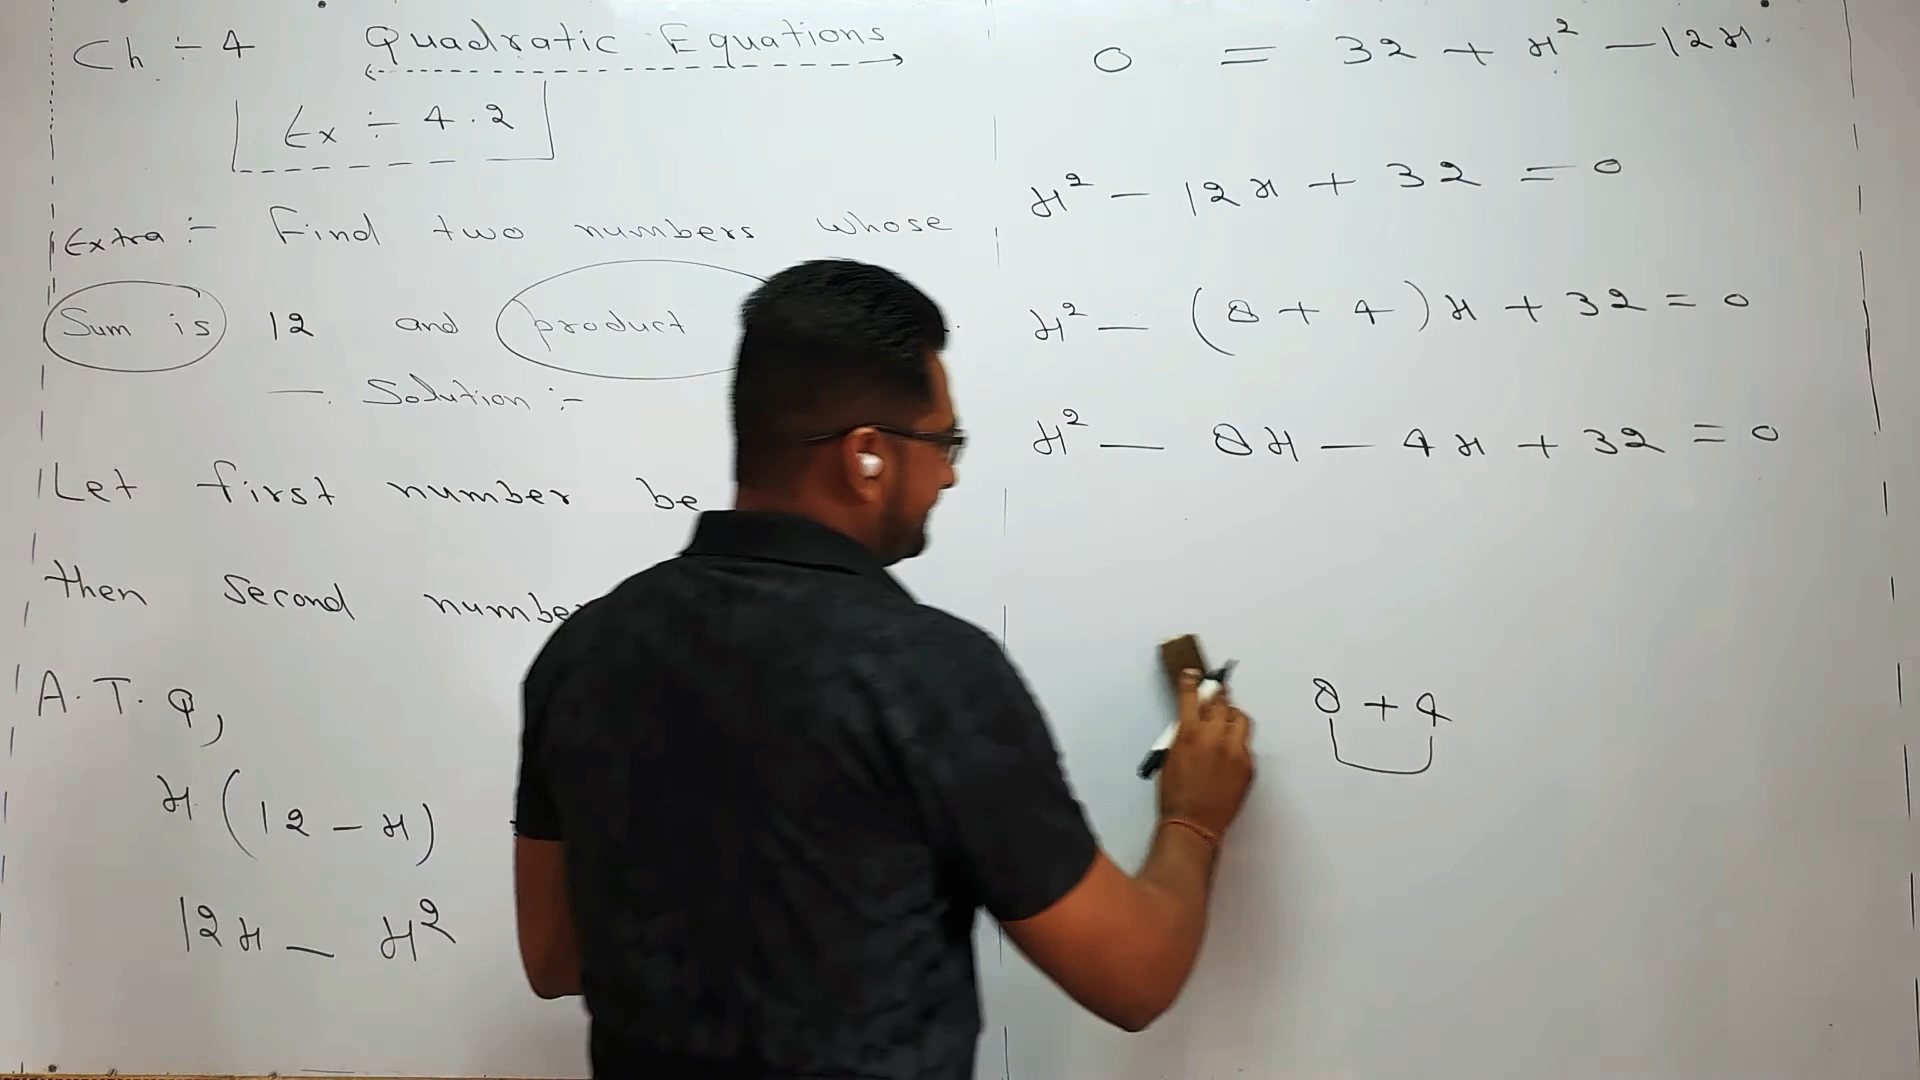 Ch :- 4 Quadratic Equations
Ex :- 4.2
Extra :- Find two numbers whose
Sum is 12 and product
Solution :-
Let first number be
then second number
A.T.Q,
x(12 - x)
12x - x²
0 = 32 + x² - 12x.
x² - 12x + 32 = 0
x² - (8 + 4)x + 32 = 0
x² - 8x - 4x + 32 = 0
8 + 4